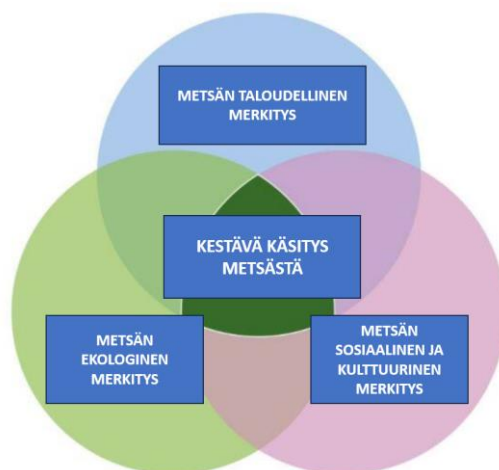 METSÄN TALOUDELLINEN
MERKITYS
KESTÄVÄ KÄSITYS
METSÄSTÄ
METSÄN
EKOLOGINEN
MERKITYS
METSÄN
SOSIAALINEN JA
KULTTUURINEN
MERKITYS